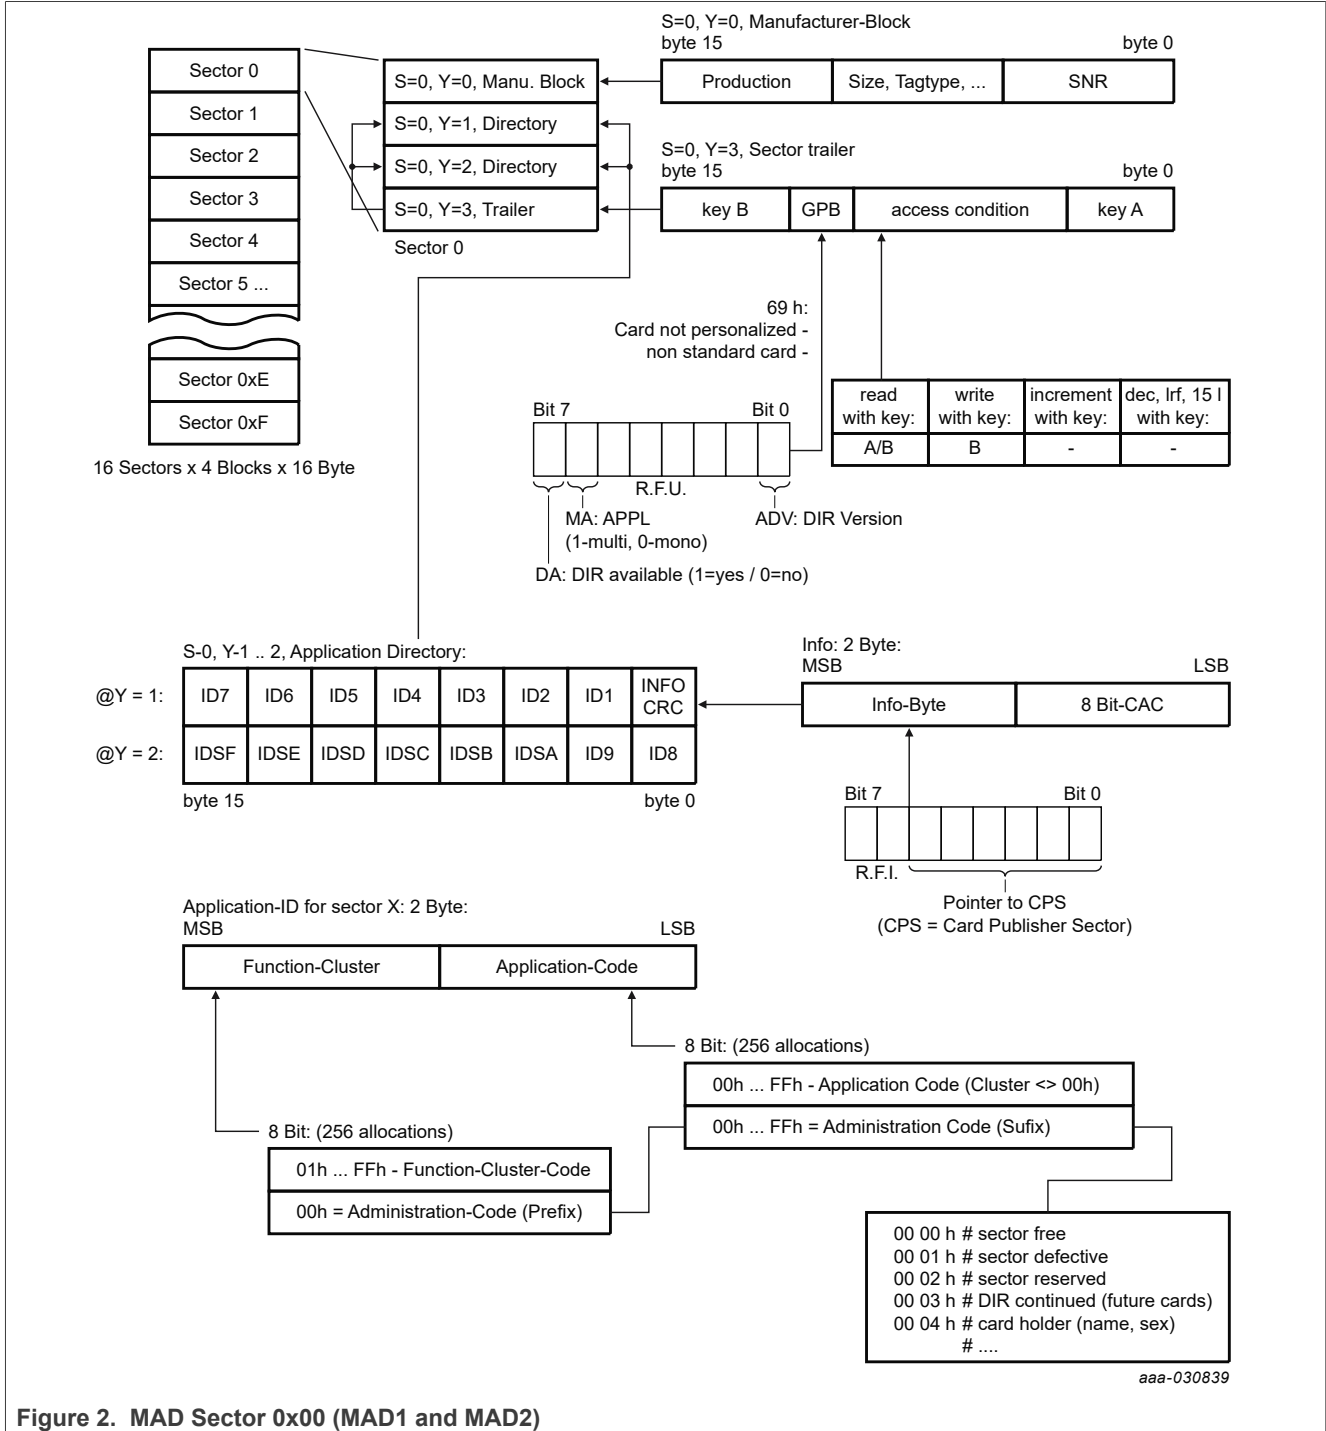 S=0, Y=0, Manufacturer-Block
byte 15 byte 0
Production Size, Tagtype, ... SNR
Sector 0
Sector 1
Sector 2
Sector 3
Sector 4
Sector 5 ...
Sector 0xE
Sector 0xF
16 Sectors x 4 Blocks x 16 Byte
S=0, Y=0, Manu. Block
S=0, Y=1, Directory
S=0, Y=2, Directory
S=0, Y=3, Trailer
Sector 0
S=0, Y=3, Sector trailer
byte 15 byte 0
key B GPB access condition key A
69 h:
Card not personalized -
non standard card -
read with key: write with key: increment with key: dec, lrf, 15 l with key:
A/B B - -
Bit 7 Bit 0
R.F.U.
MA: APPL
(1-multi, 0-mono)
ADV: DIR Version
DA: DIR available (1=yes / 0=no)
S-0, Y-1 .. 2, Application Directory:
@Y = 1: ID7 ID6 ID5 ID4 ID3 ID2 ID1 INFO CRC
@Y = 2: IDSF IDSE IDSD IDSC IDSB IDSA ID9 ID8
byte 15 byte 0
Info: 2 Byte:
MSB LSB
Info-Byte 8 Bit-CAC
Bit 7 Bit 0
R.F.I.
Pointer to CPS
(CPS = Card Publisher Sector)
Application-ID for sector X: 2 Byte:
MSB LSB
Function-Cluster Application-Code
8 Bit: (256 allocations)
00h ... FFh - Application Code (Cluster <> 00h)
00h ... FFh = Administration Code (Sufix)
8 Bit: (256 allocations)
01h ... FFh - Function-Cluster-Code
00h = Administration-Code (Prefix)
00 00 h # sector free
00 01 h # sector defective
00 02 h # sector reserved
00 03 h # DIR continued (future cards)
00 04 h # card holder (name, sex)
# ....
aaa-030839
Figure 2. MAD Sector 0x00 (MAD1 and MAD2)